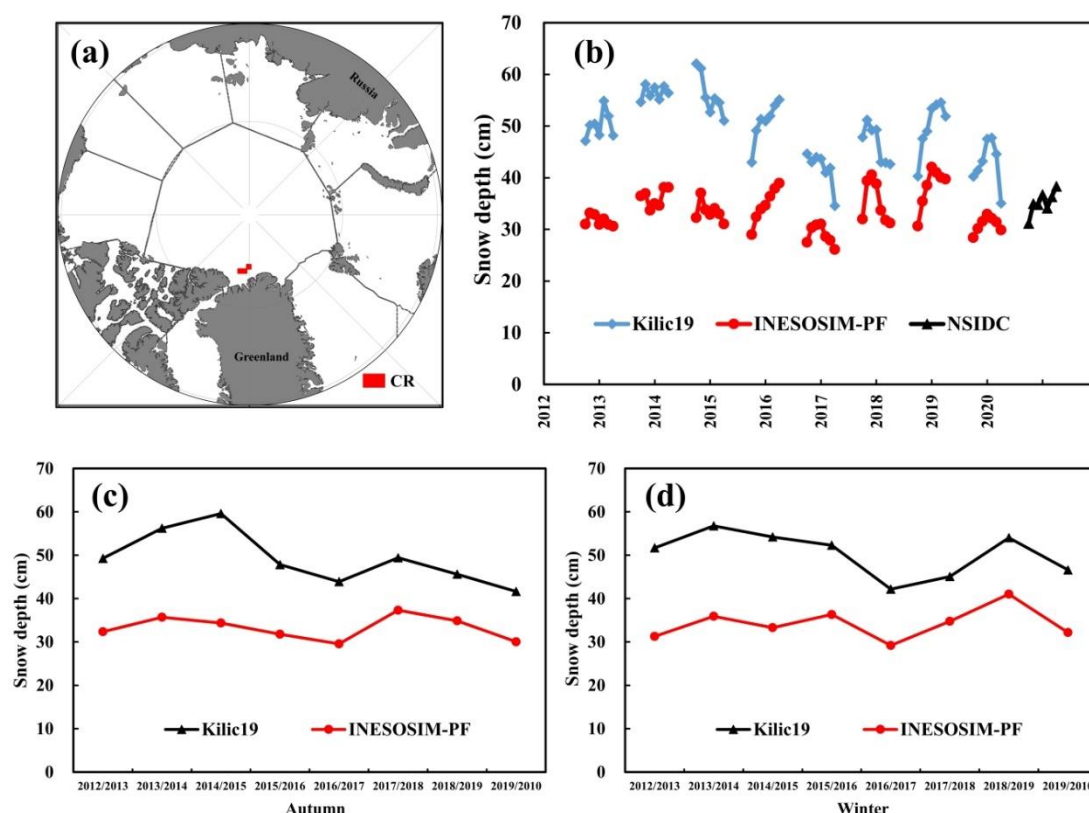 (a)
Russia
Greenland
CR
(b)
Snow depth (cm)
70
60
50
40
30
20
10
0
Kilic19 INESOSIM-PF NSIDC
2012 2013 2014 2015 2016 2017 2018 2019 2020
(c)
Snow depth (cm)
70
60
50
40
30
20
10
0
Kilic19 INESOSIM-PF
2012/2013 2013/2014 2014/2015 2015/2016 2016/2017 2017/2018 2018/2019 2019/2010
Autumn
(d)
Snow depth (cm)
70
60
50
40
30
20
10
0
Kilic19 INESOSIM-PF
2012/2013 2013/2014 2014/2015 2015/2016 2016/2017 2017/2018 2018/2019 2019/2010
Winter